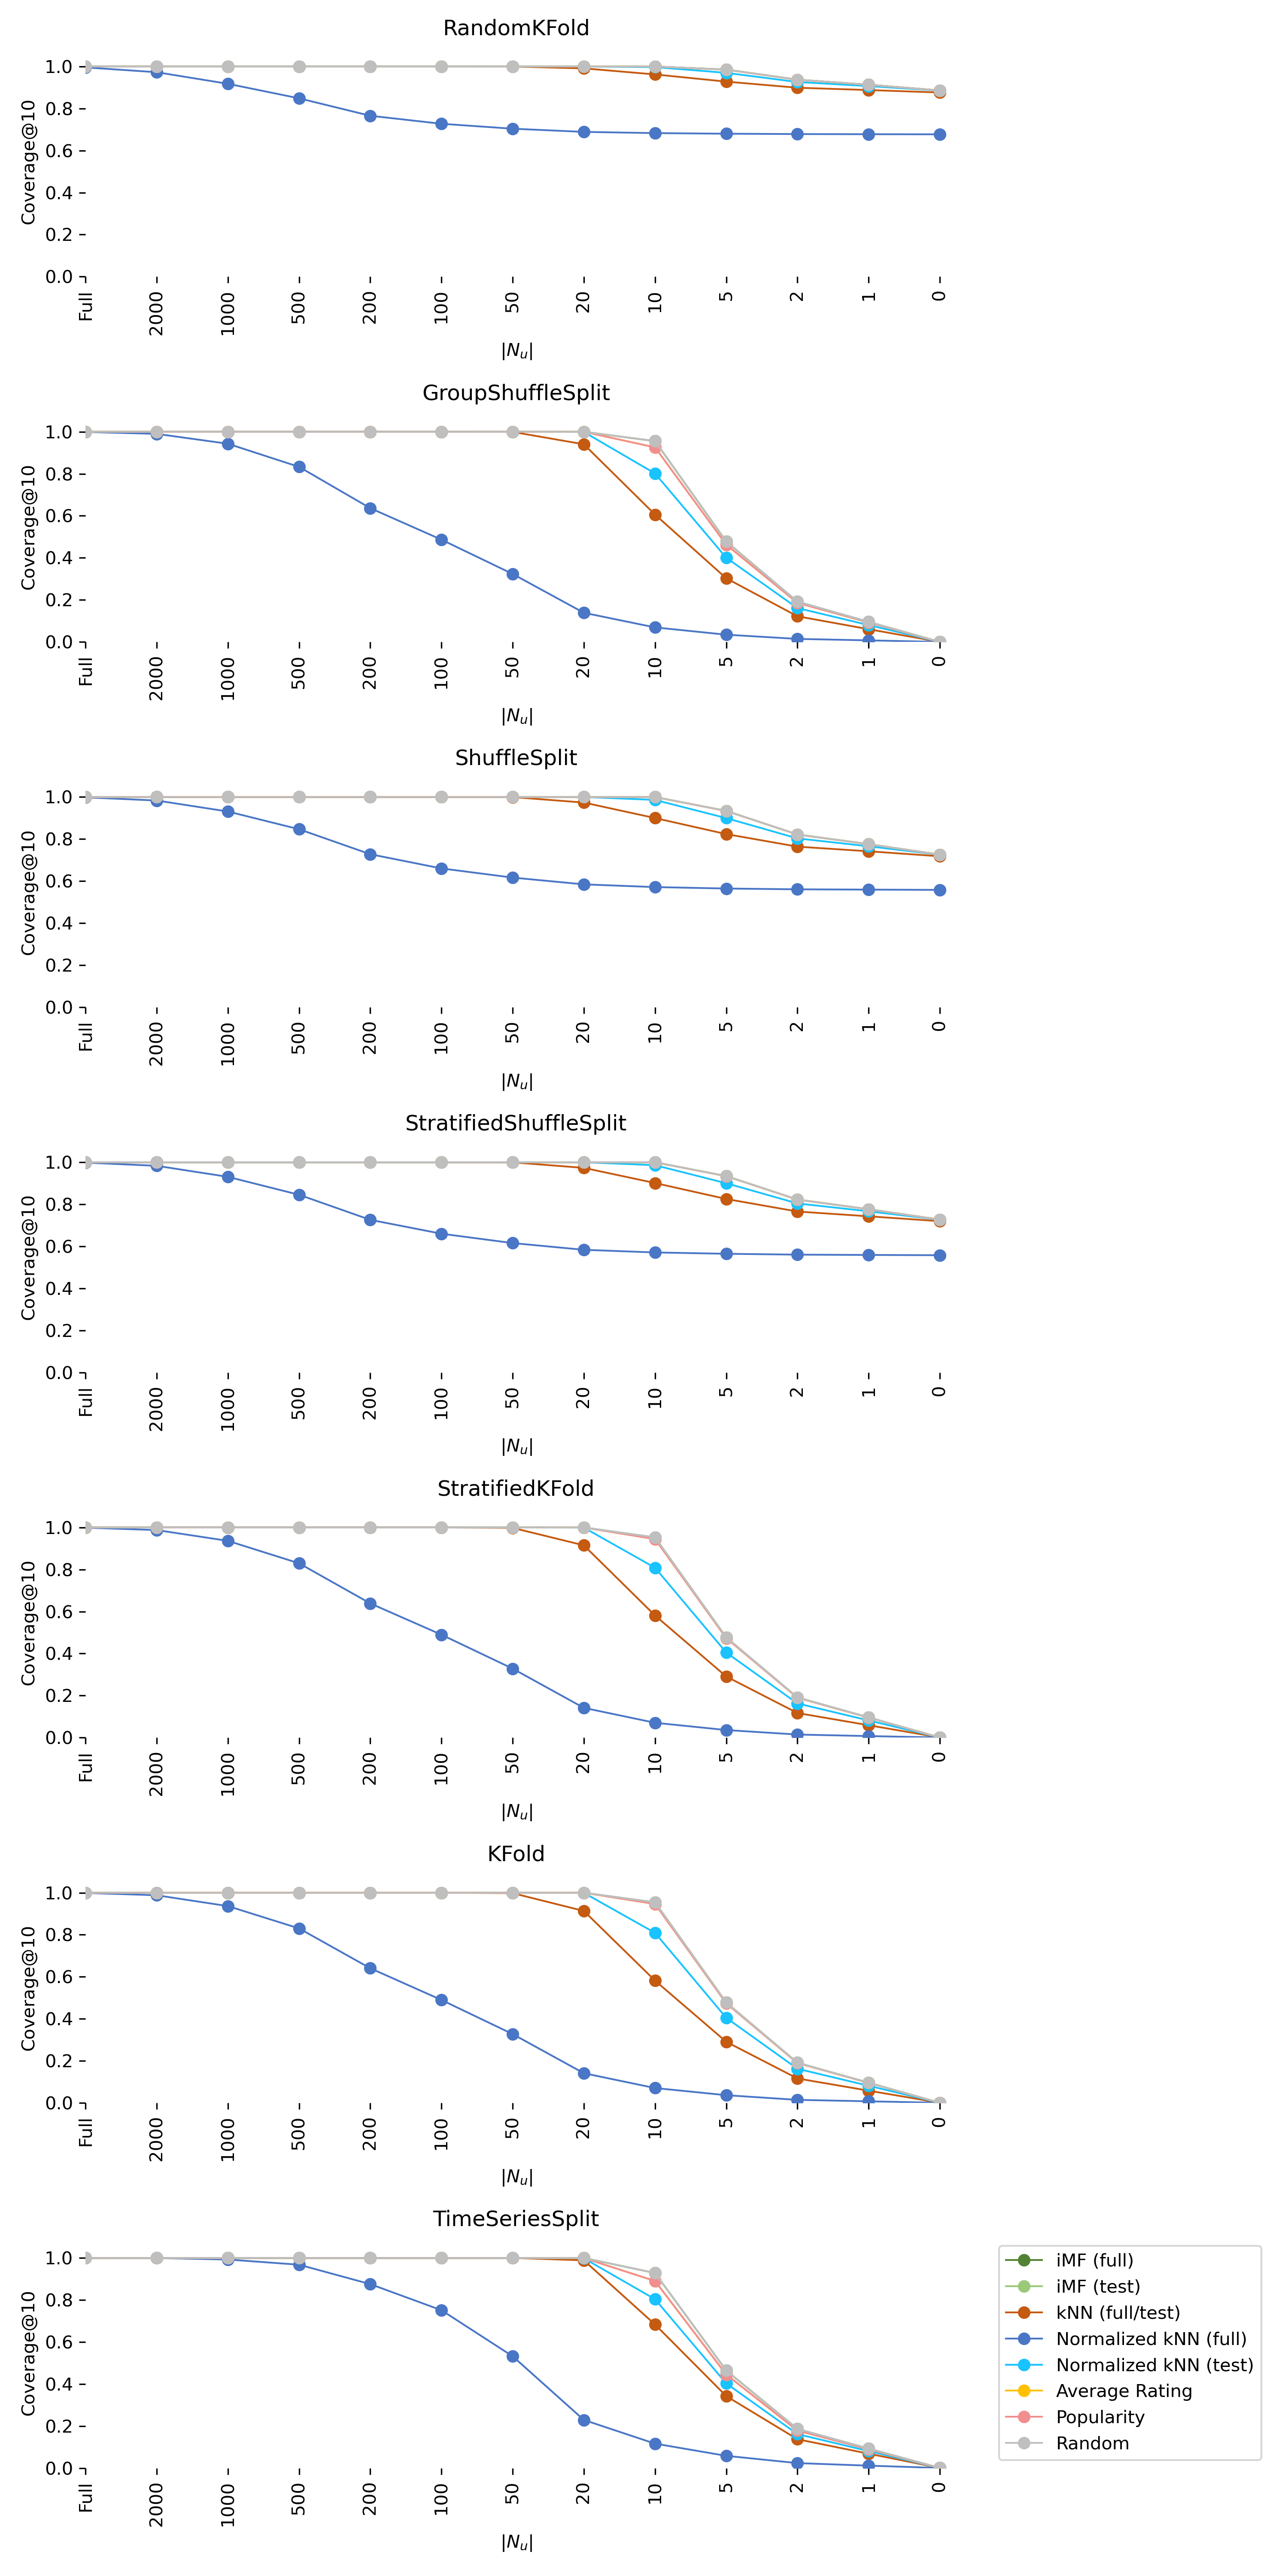 RandomKFold
1.0
0.8
0.6
0.4
0.2
0.0
Coverage@10
Full 2000 1000 500 200 100 50 20 10 5 2 1 0
|Nu|
GroupShuffleSplit
1.0
0.8
0.6
0.4
0.2
0.0
Coverage@10
Full 2000 1000 500 200 100 50 20 10 5 2 1 0
|Nu|
ShuffleSplit
1.0
0.8
0.6
0.4
0.2
0.0
Coverage@10
Full 2000 1000 500 200 100 50 20 10 5 2 1 0
|Nu|
StratifiedShuffleSplit
1.0
0.8
0.6
0.4
0.2
0.0
Coverage@10
Full 2000 1000 500 200 100 50 20 10 5 2 1 0
|Nu|
StratifiedKFold
1.0
0.8
0.6
0.4
0.2
0.0
Coverage@10
Full 2000 1000 500 200 100 50 20 10 5 2 1 0
|Nu|
KFold
1.0
0.8
0.6
0.4
0.2
0.0
Coverage@10
Full 2000 1000 500 200 100 50 20 10 5 2 1 0
|Nu|
TimeSeriesSplit
1.0
0.8
0.6
0.4
0.2
0.0
Coverage@10
Full 2000 1000 500 200 100 50 20 10 5 2 1 0
|Nu|
iMF (full)
iMF (test)
kNN (full/test)
Normalized kNN (full)
Normalized kNN (test)
Average Rating
Popularity
Random